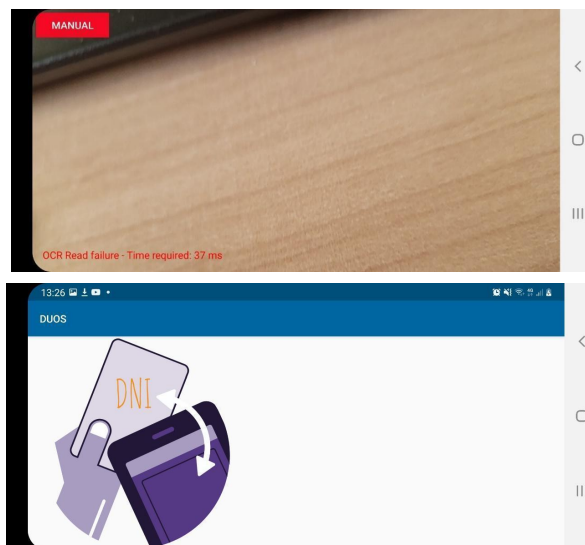 MANUAL
OCR Read failure - Time required: 37 ms
13:26
DUOS
DNI